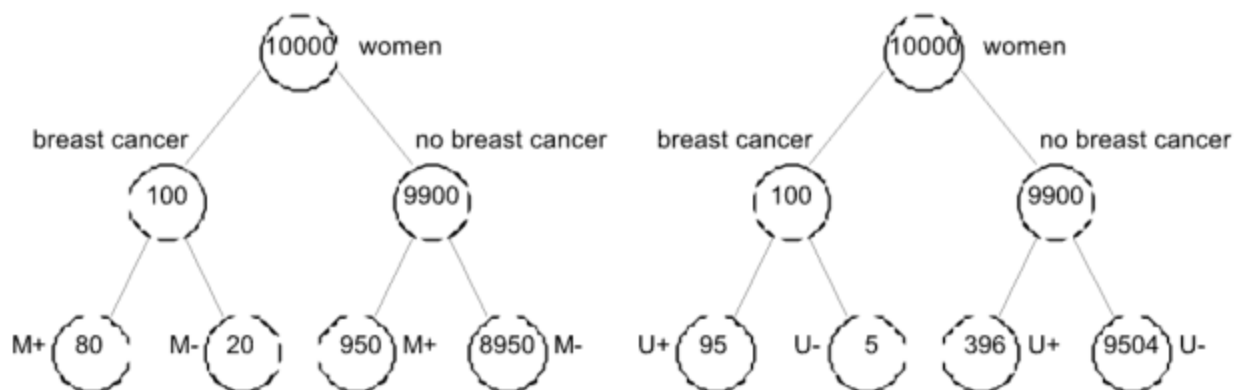 10000 women 10000 women
breast cancer no breast cancer breast cancer no breast cancer
100 9900 100 9900
M+ 80 M- 20 950 M+ 8950 M- U+ 95 U- 5 396 U+ 9504 U-